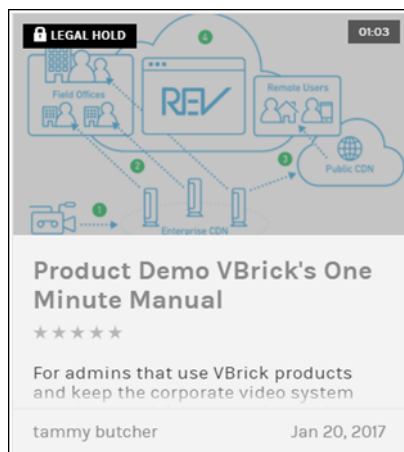 LEGAL HOLD
01:03
4
Field Offices
REV
Remote Users
3
Public CDN
2
1
Enterprise CDN
Product Demo VBrick's One
Minute Manual
For admins that use VBrick products
and keep the corporate video system
tammy butcher
Jan 20, 2017